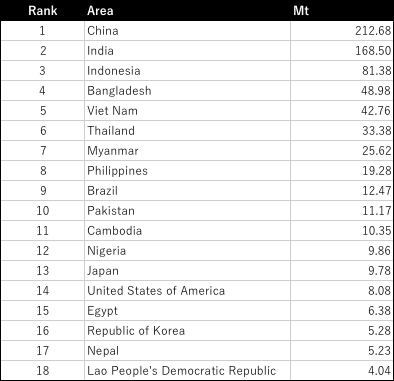 Rank Area Mt
1 China 212.68
2 India 168.50
3 Indonesia 81.38
4 Bangladesh 48.98
5 Viet Nam 42.76
6 Thailand 33.38
7 Myanmar 25.62
8 Philippines 19.28
9 Brazil 12.47
10 Pakistan 11.17
11 Cambodia 10.35
12 Nigeria 9.86
13 Japan 9.78
14 United States of America 8.08
15 Egypt 6.38
16 Republic of Korea 5.28
17 Nepal 5.23
18 Lao People's Democratic Republic 4.04